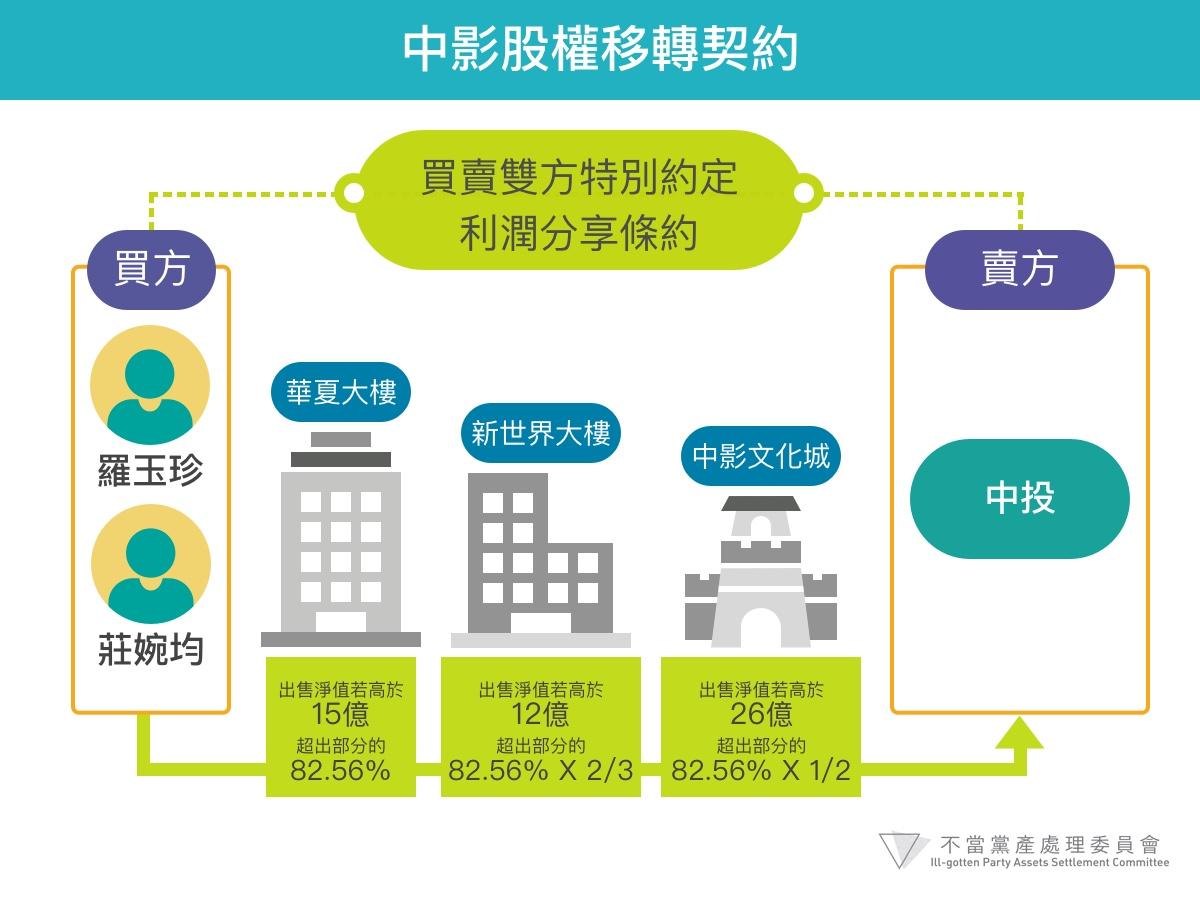 中影股權移轉契約
買賣雙方特別約定
利潤分享條約
買方
羅玉珍
莊婉均
賣方
中投
華夏大樓
新世界大樓
中影文化城
出售淨值若高於
15億
超出部分的
82.56%
出售淨值若高於
12億
超出部分的
82.56% X 2/3
出售淨值若高於
26億
超出部分的
82.56% X 1/2
不當黨產處理委員會
Ill-gotten Party Assets Settlement Committee